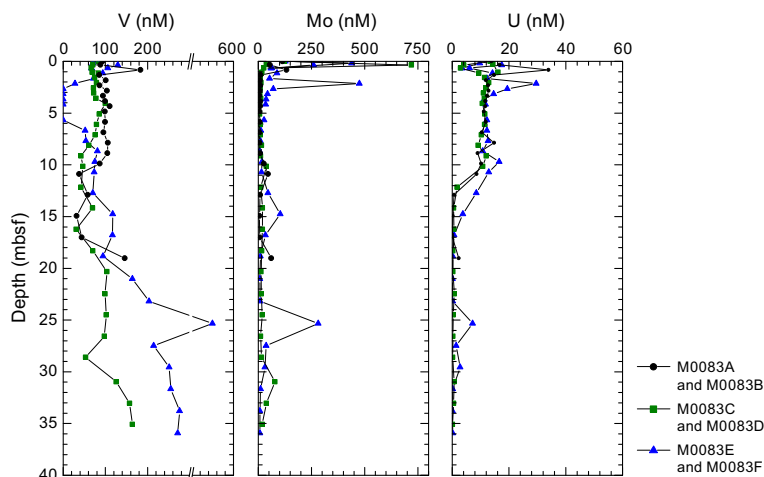 V (nM) Mo (nM) U (nM)
0 100 200 600 0 250 500 750 0 20 40 60
0
5
10
15
20
25
30
35
40
Depth (mbsf)
M0083A
and M0083B
M0083C
and M0083D
M0083E
and M0083F